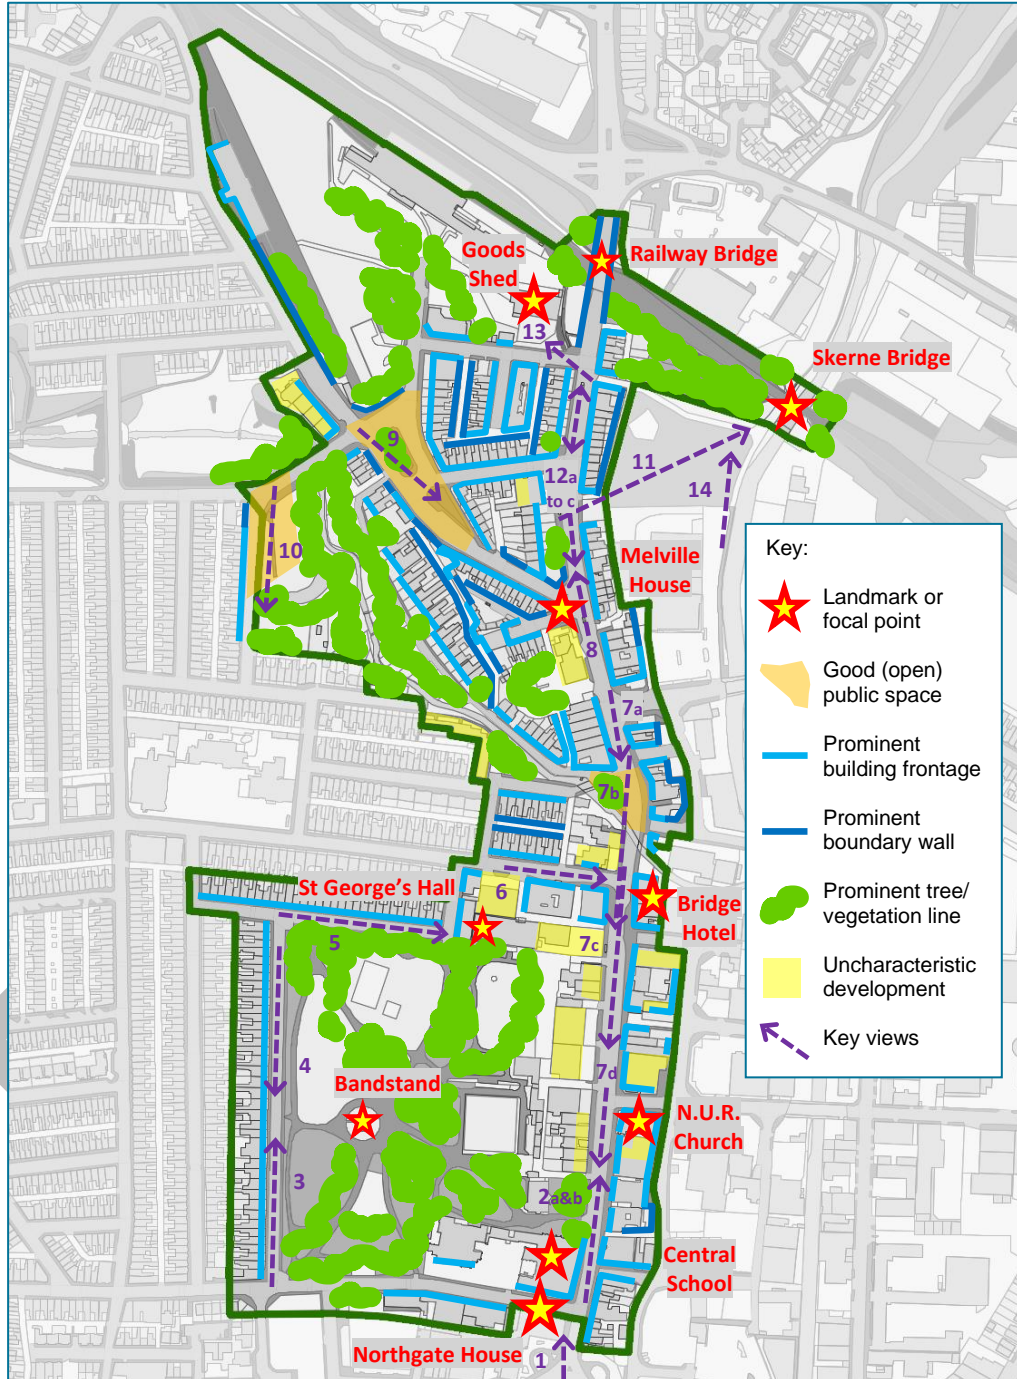 Goods
Shed
Railway Bridge
13
Skerne Bridge
9
11
12a
to c
14
10
Melville
House
8
7a
7b
St George's Hall
6
Bridge
Hotel
5
7c
4
7d
Bandstand
N.U.R.
Church
3
2a&b
Central
School
Northgate House
1
Key:
Landmark or
focal point
Good (open)
public space
Prominent
building frontage
Prominent
boundary wall
Prominent tree/
vegetation line
Uncharacteristic
development
Key views